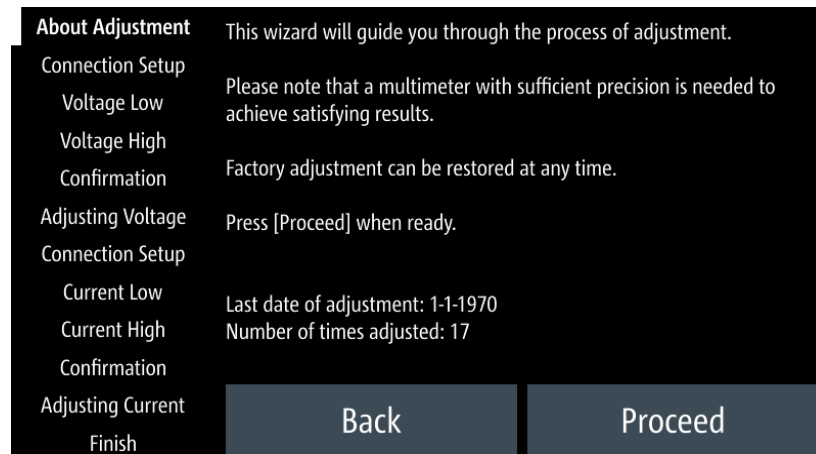 About Adjustment
Connection Setup
Voltage Low
Voltage High
Confirmation
Adjusting Voltage
Connection Setup
Current Low
Current High
Confirmation
Adjusting Current
Finish
This wizard will guide you through the process of adjustment.
Please note that a multimeter with sufficient precision is needed to
achieve satisfying results.
Factory adjustment can be restored at any time.
Press [Proceed] when ready.
Last date of adjustment: 1-1-1970
Number of times adjusted: 17
Back
Proceed